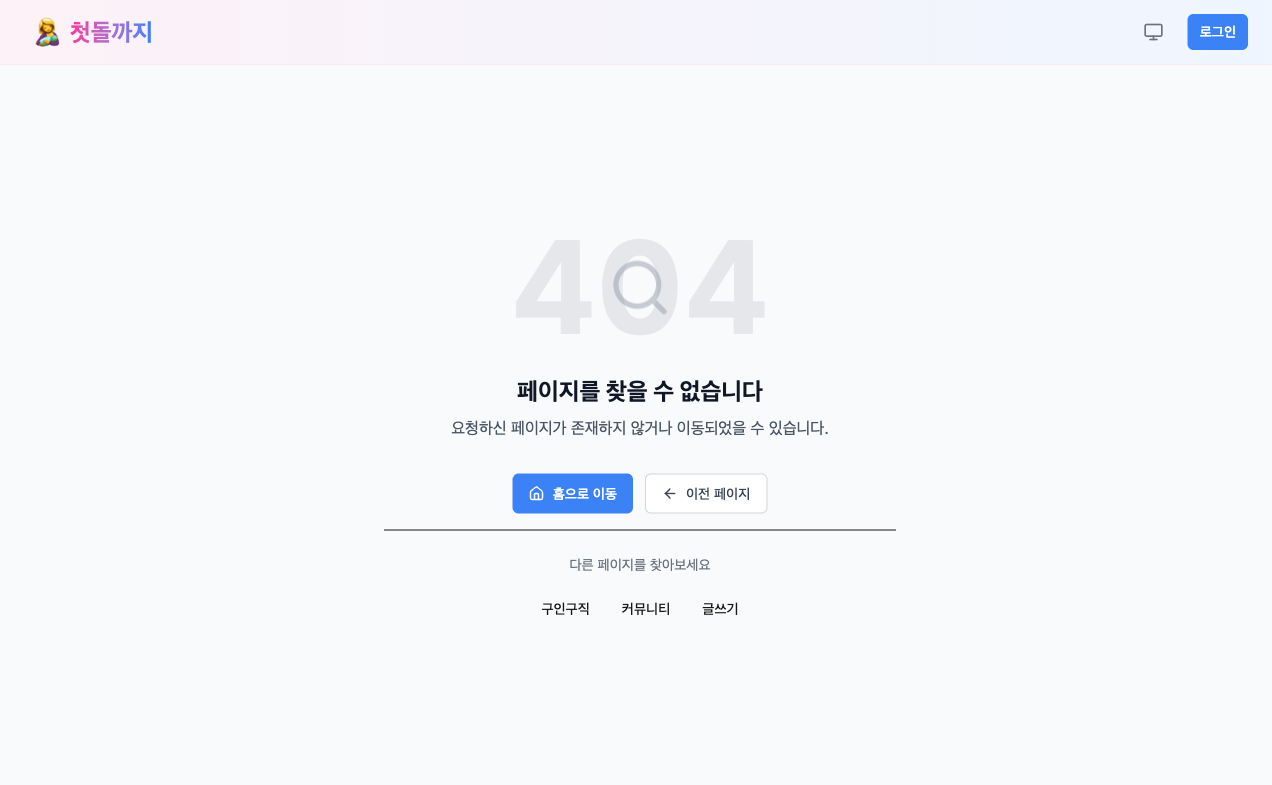 첫돌까지
로그인
404
페이지를 찾을 수 없습니다
요청하신 페이지가 존재하지 않거나 이동되었을 수 있습니다.
홈으로 이동
이전 페이지
다른 페이지를 찾아보세요
구인구직 커뮤니티 글쓰기